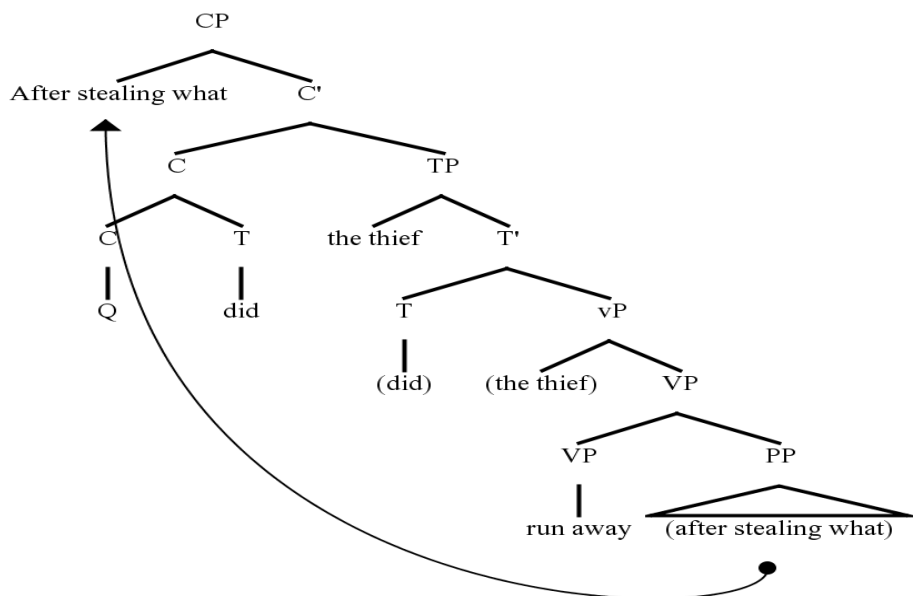 CP
After stealing what C'
C TP
C T the thief T'
Q did T vP
(did) (the thief) VP
VP PP
run away (after stealing what)